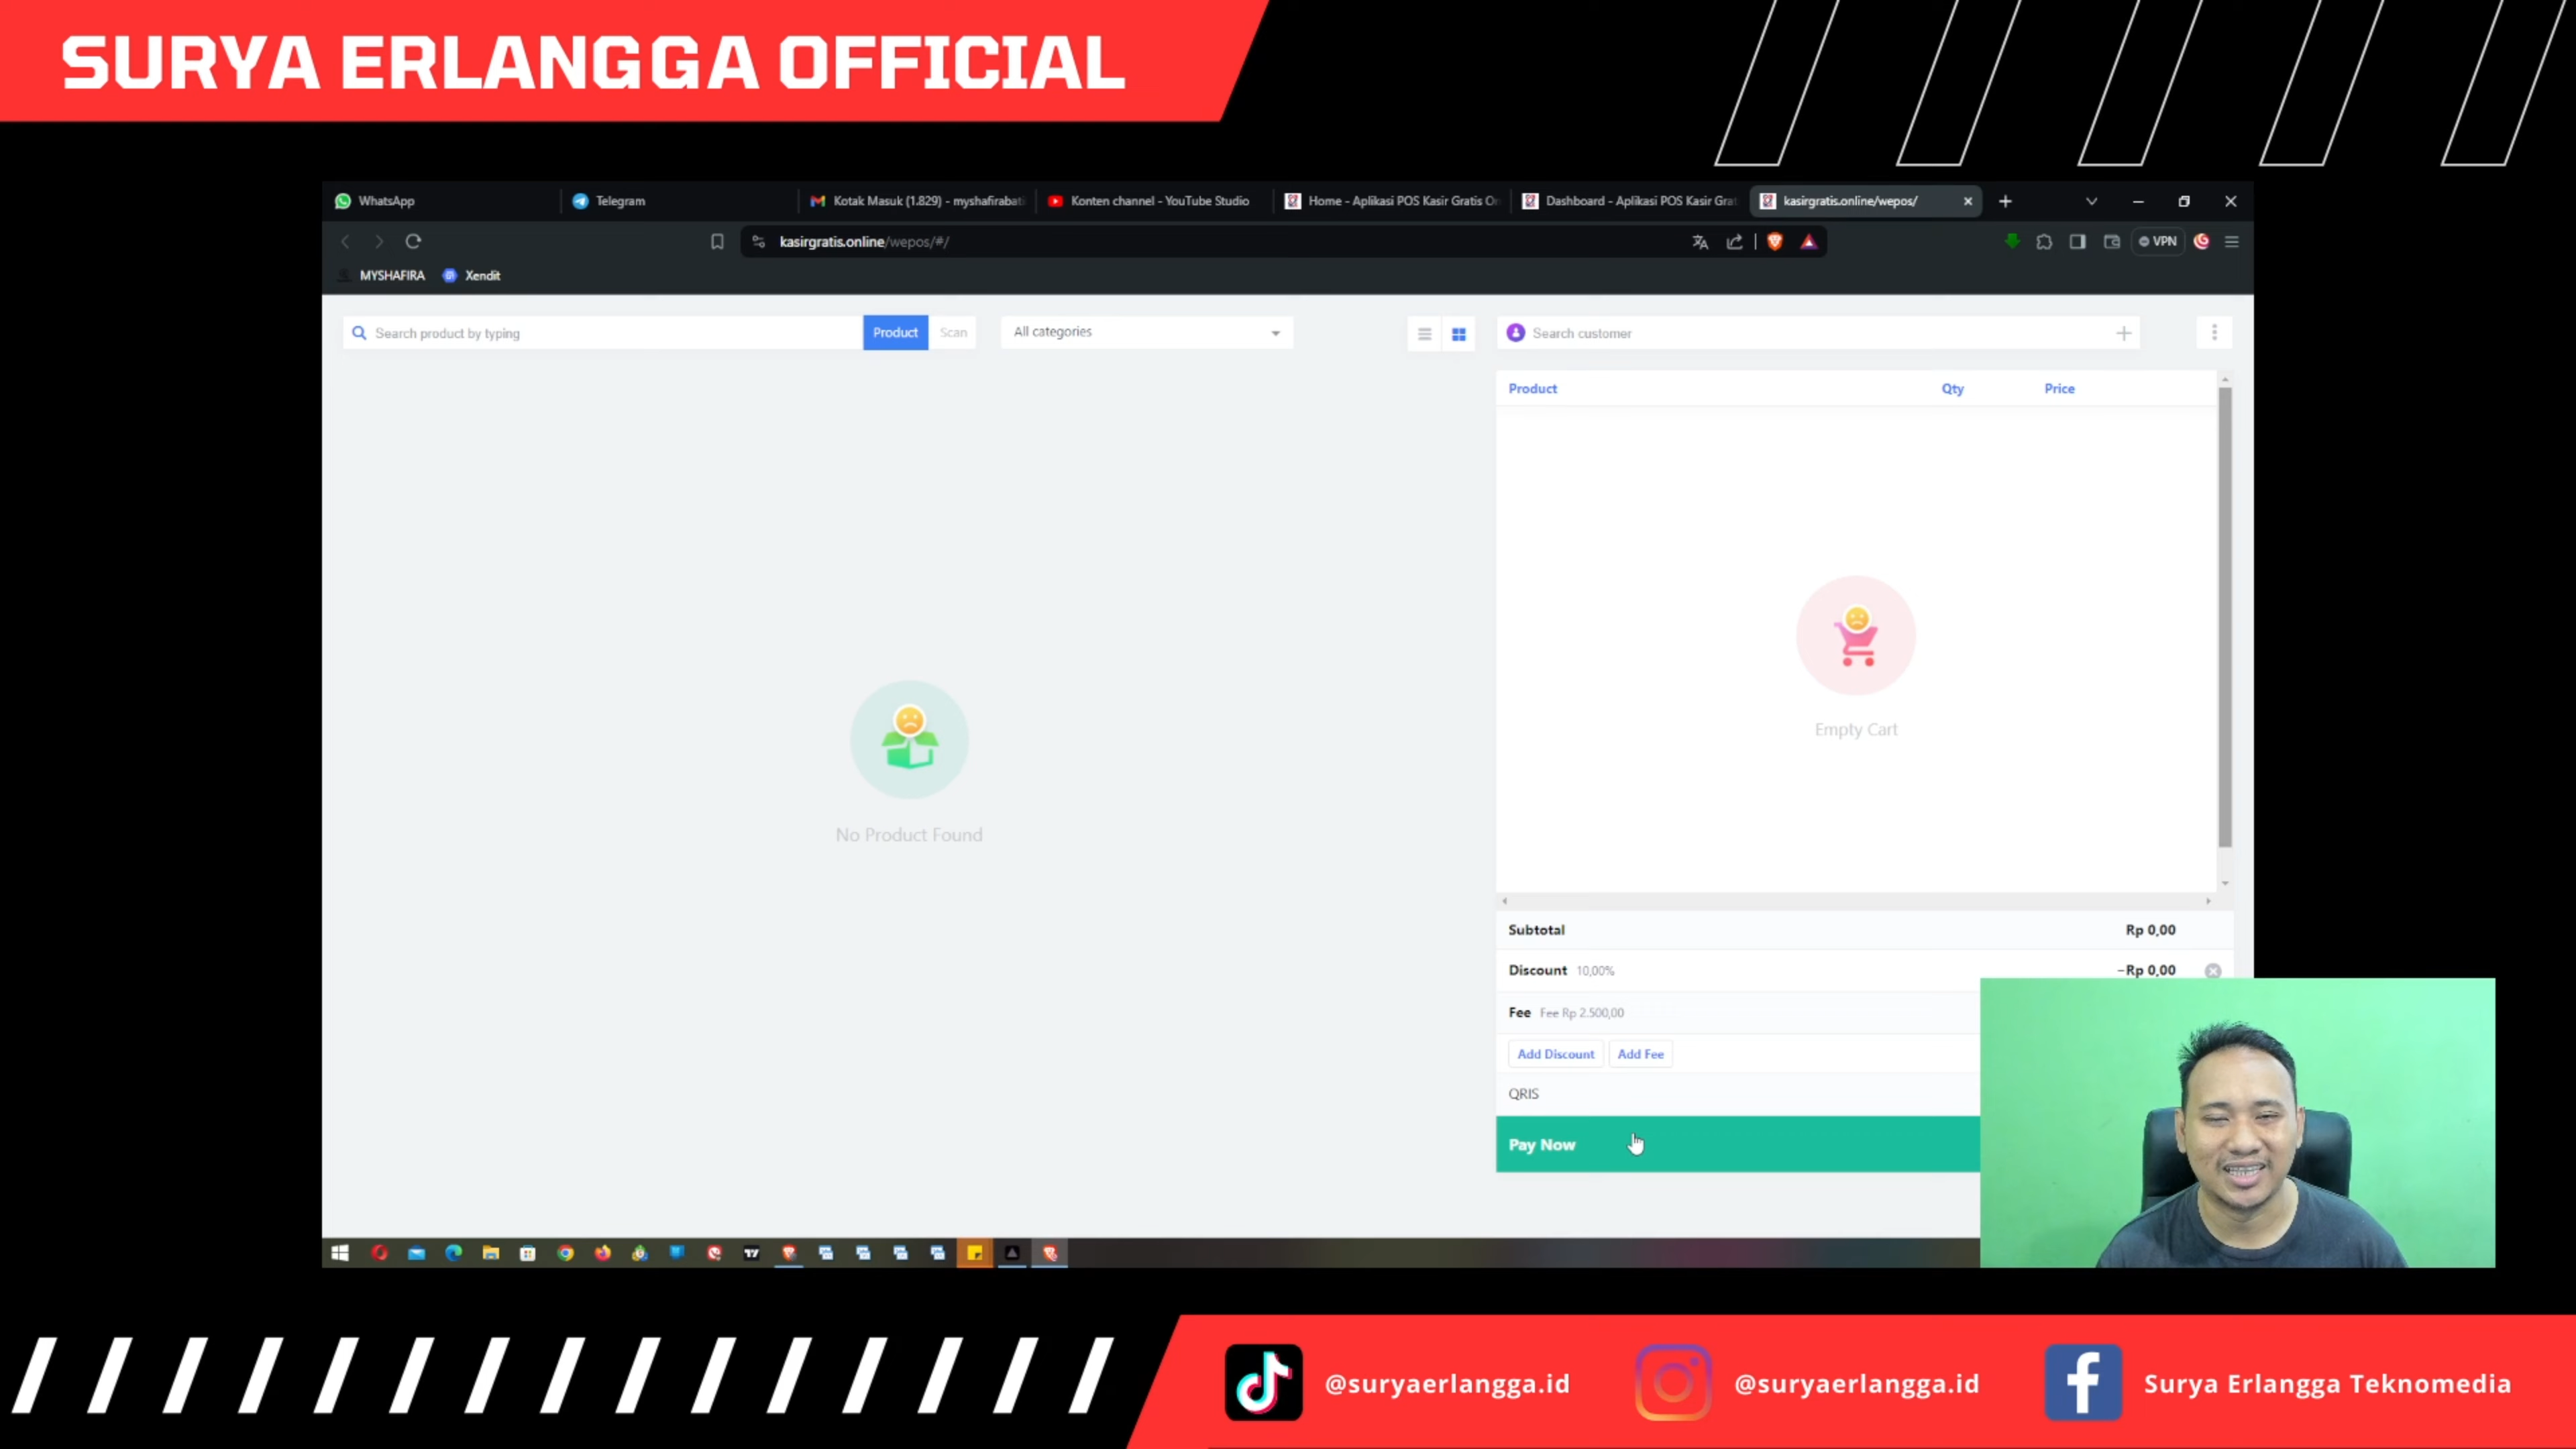 SURYA ERLANGGA OFFICIAL
WhatsApp
Telegram
Kotak Masuk (1.829) - myshafirabati
Konten channel - YouTube Studio
Home - Aplikasi POS Kasir Gratis On
Dashboard - Aplikasi POS Kasir Grat
kasirgratis.online/wepos/
kasirgratis.online/wepos/#/
VPN
MYSHAFIRA
Xendit
Search product by typing
Product
Scan
All categories
Search customer
Product Qty Price
No Product Found
Empty Cart
Subtotal Rp 0,00
Discount 10,00% -Rp 0,00
Fee Fee Rp 2.500,00
Add Discount
Add Fee
QRIS
Pay Now
@suryaerlangga.id
@suryaerlangga.id
Surya Erlangga Teknomedia